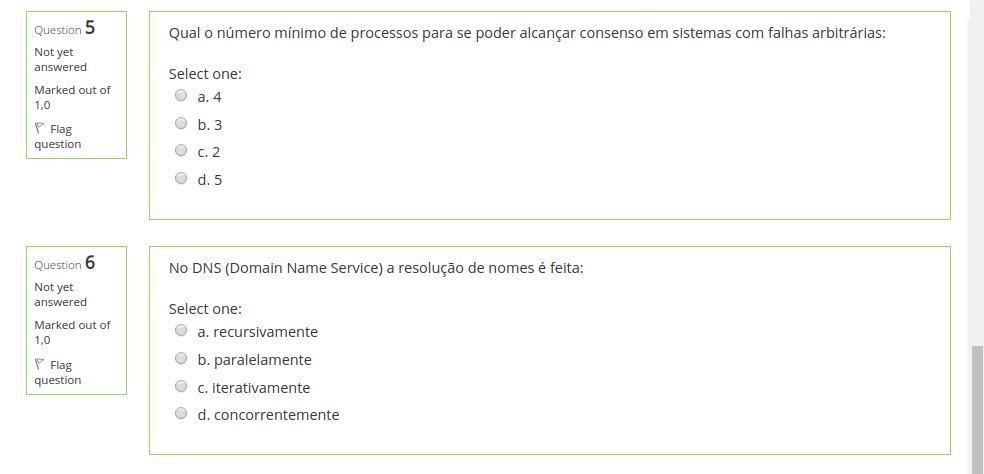 Question 5
Not yet
answered
Marked out of
1,0
Flag
question
Qual o número mínimo de processos para se poder alcançar consenso em sistemas com falhas arbitrárias:
Select one:
a. 4
b. 3
c. 2
d. 5
Question 6
Not yet
answered
Marked out of
1,0
Flag
question
No DNS (Domain Name Service) a resolução de nomes é feita:
Select one:
a. recursivamente
b. paralelamente
c. iterativamente
d. concorrentemente